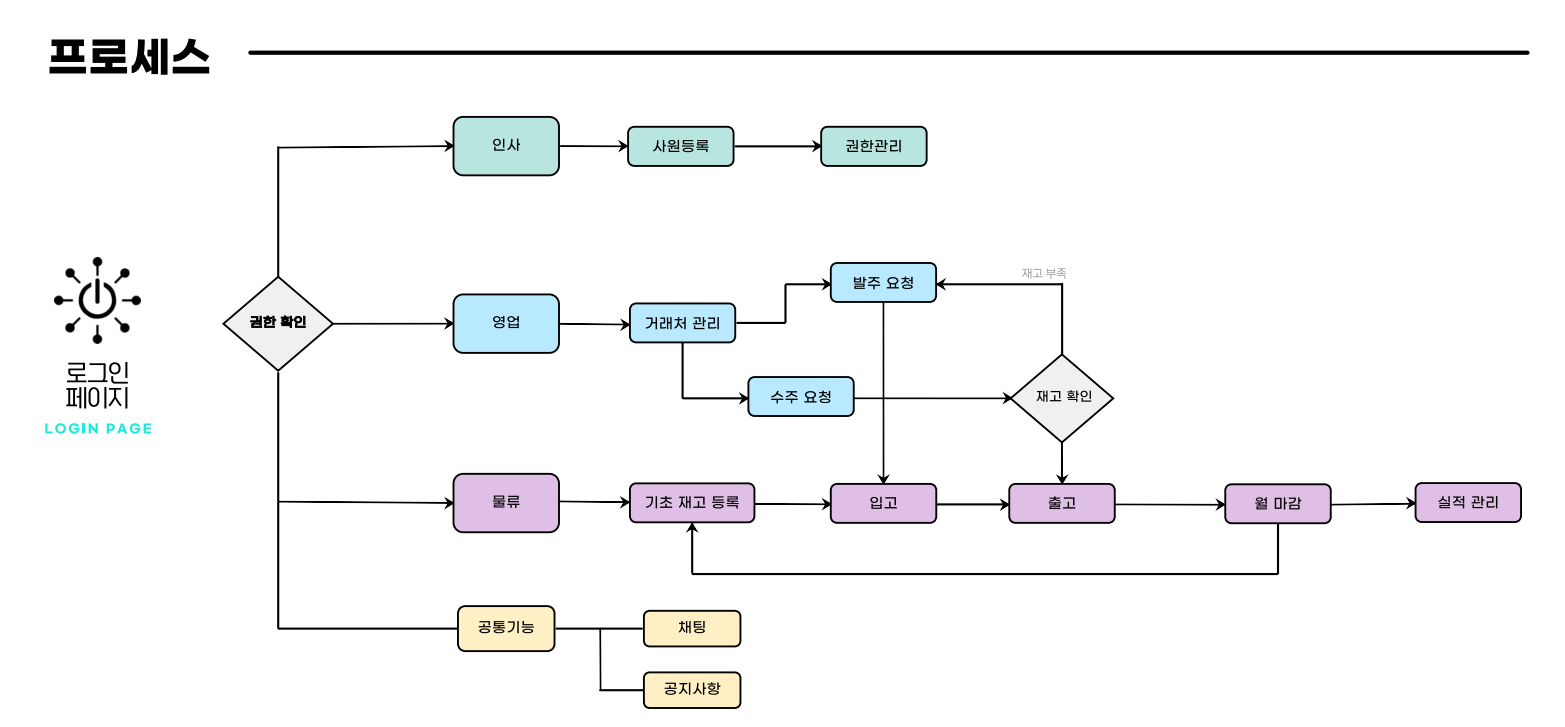 프로세스
인사
사원등록
권한관리
로그인
페이지
LOGIN PAGE
권한 확인
영업
거래처 관리
발주 요청
재고 부족
수주 요청
재고 확인
물류
기초 재고 등록
입고
출고
월 마감
실적 관리
공통기능
채팅
공지사항